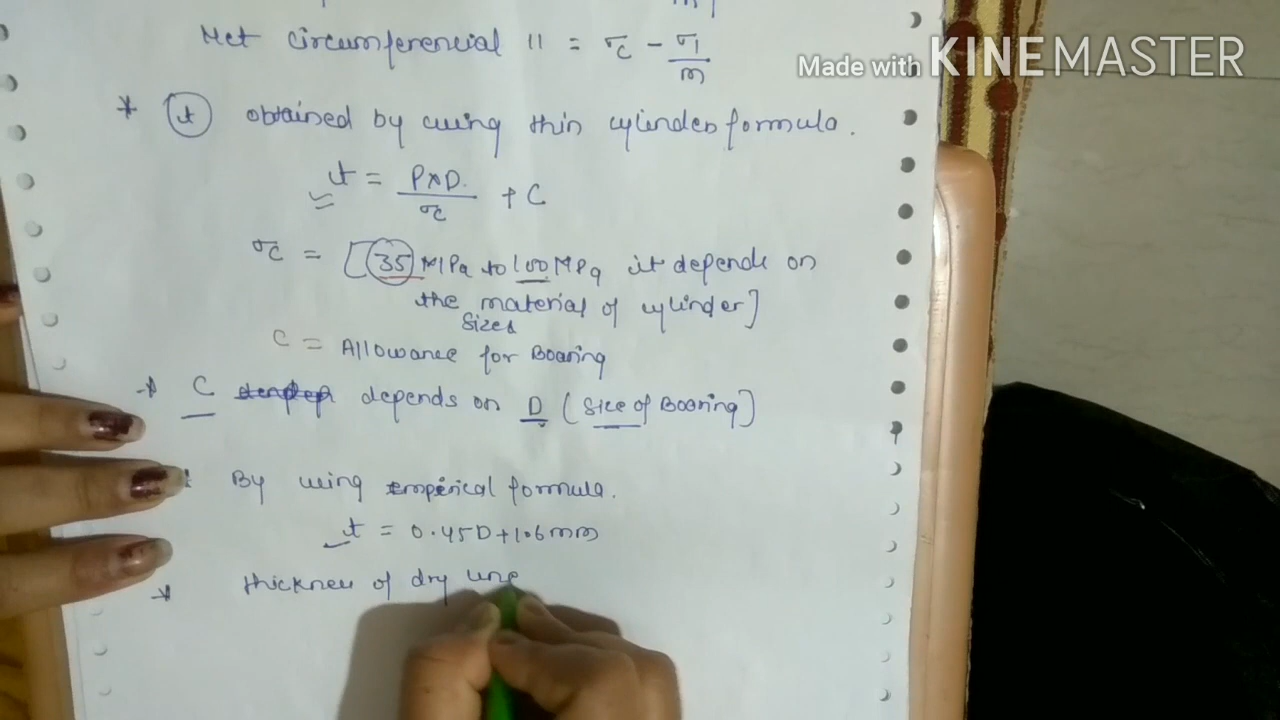 Made with KINEMASTER
Net circumferencial " = σc - σl/m
* t obtained by using thin cylinder formula.
t = P×D/σc + C
σc = [35 MPa to 100 MPa it depends on
the material of cylinder]
Sizes
C = Allowance for Boaring
C depends on D (Size of Boaring]
* By using empirical formula.
t = 0.45D+1.6mm
* thickness of dry line